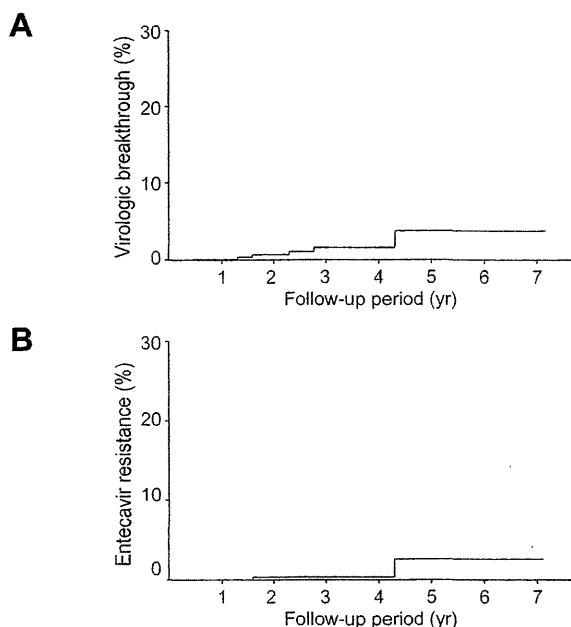 A
Virologic breakthrough (%)
30
20
10
0
1 2 3 4 5 6 7
Follow-up period (yr)
B
Entecavir resistance (%)
30
20
10
0
1 2 3 4 5 6 7
Follow-up period (yr)